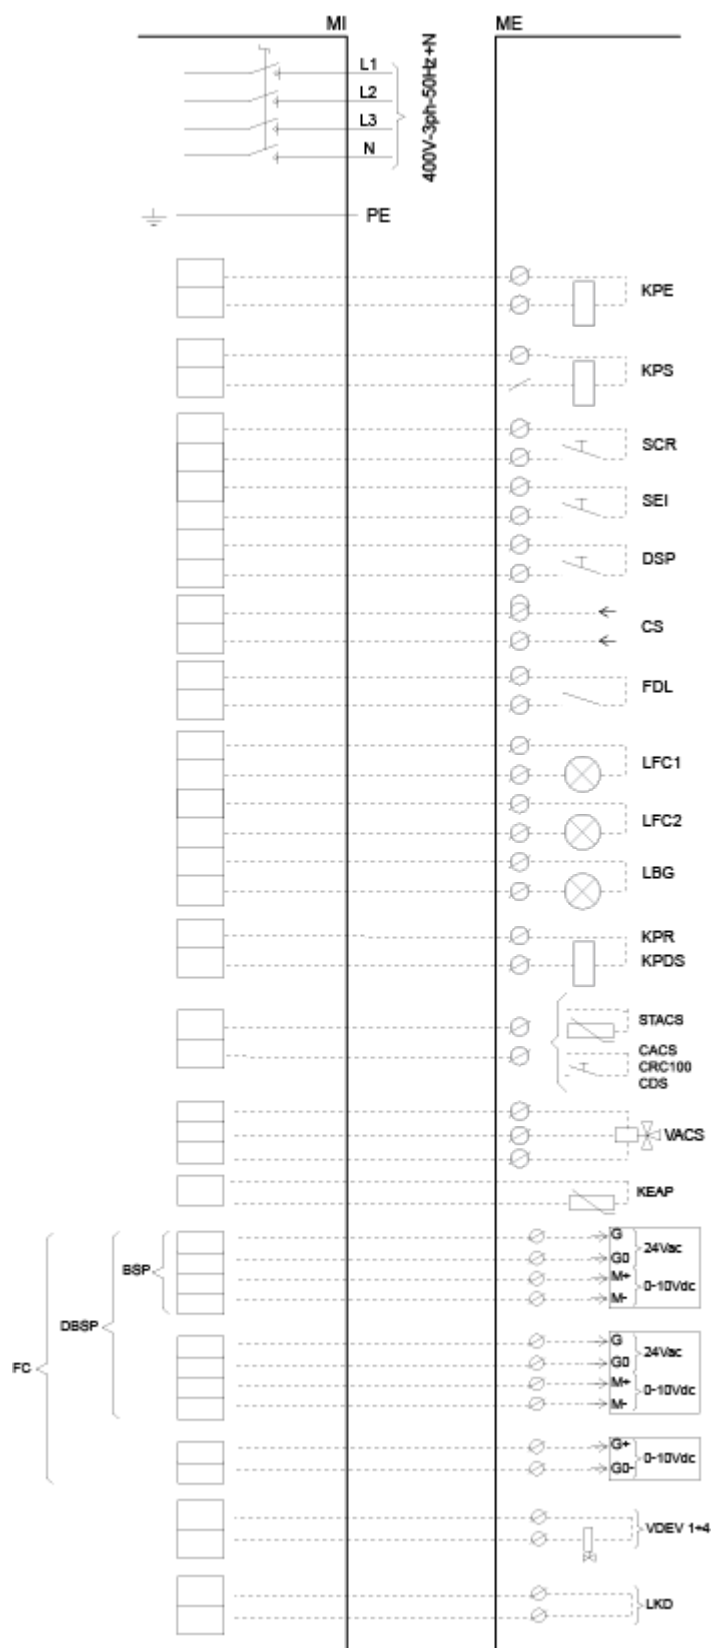 MI
ME
L1
L2
L3
N
400V-3ph-50Hz+N
PE
KPE
KPS
SCR
SEI
DSP
CS
FDL
LFC1
LFC2
LBG
KPR
KPDS
STACS
CACS
CRC100
CDS
VACS
KEAP
FC
DBSP
BSP
G
G0
24Vac
M+
M-
0-10Vdc
G
G0
24Vac
M+
M-
0-10Vdc
G+
G0-
0-10Vdc
VDEV 1÷4
LKD